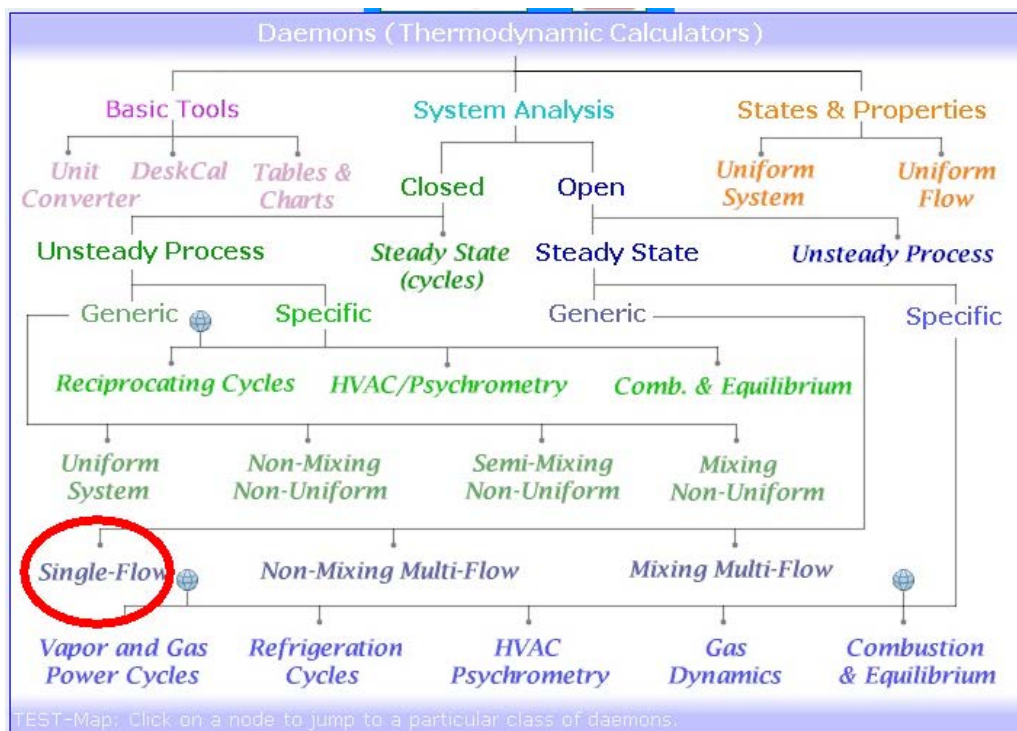 Daemons (Thermodynamic Calculators)
Basic Tools
System Analysis
States & Properties
Unit
Converter
DeskCal
Tables &
Charts
Closed
Open
Uniform
System
Uniform
Flow
Unsteady Process
Steady State
(cycles)
Steady State
Unsteady Process
Generic
Specific
Generic
Specific
Reciprocating Cycles
HVAC/Psychrometry
Comb. & Equilibrium
Uniform
System
Non-Mixing
Non-Uniform
Semi-Mixing
Non-Uniform
Mixing
Non-Uniform
Single-Flow
Non-Mixing Multi-Flow
Mixing Multi-Flow
Vapor and Gas
Power Cycles
Refrigeration
Cycles
HVAC
Psychrometry
Gas
Dynamics
Combustion
& Equilibrium
TEST-Map: Click on a node to jump to a particular class of daemons.